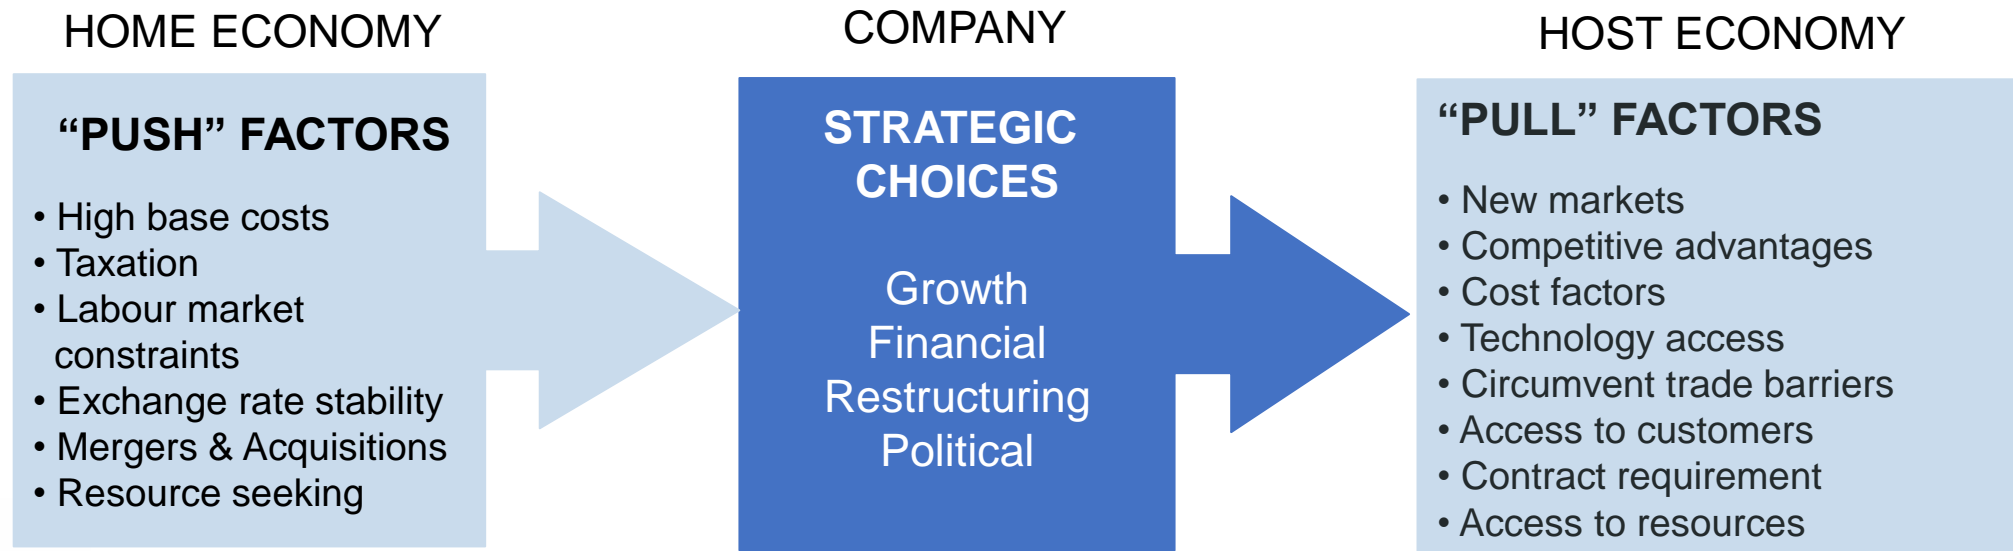 HOME ECONOMY
“PUSH” FACTORS
• High base costs
• Taxation
• Labour market
constraints
• Exchange rate stability
• Mergers & Acquisitions
• Resource seeking
COMPANY
STRATEGIC
CHOICES
Growth
Financial
Restructuring
Political
HOST ECONOMY
“PULL” FACTORS
• New markets
• Competitive advantages
• Cost factors
• Technology access
• Circumvent trade barriers
• Access to customers
• Contract requirement
• Access to resources